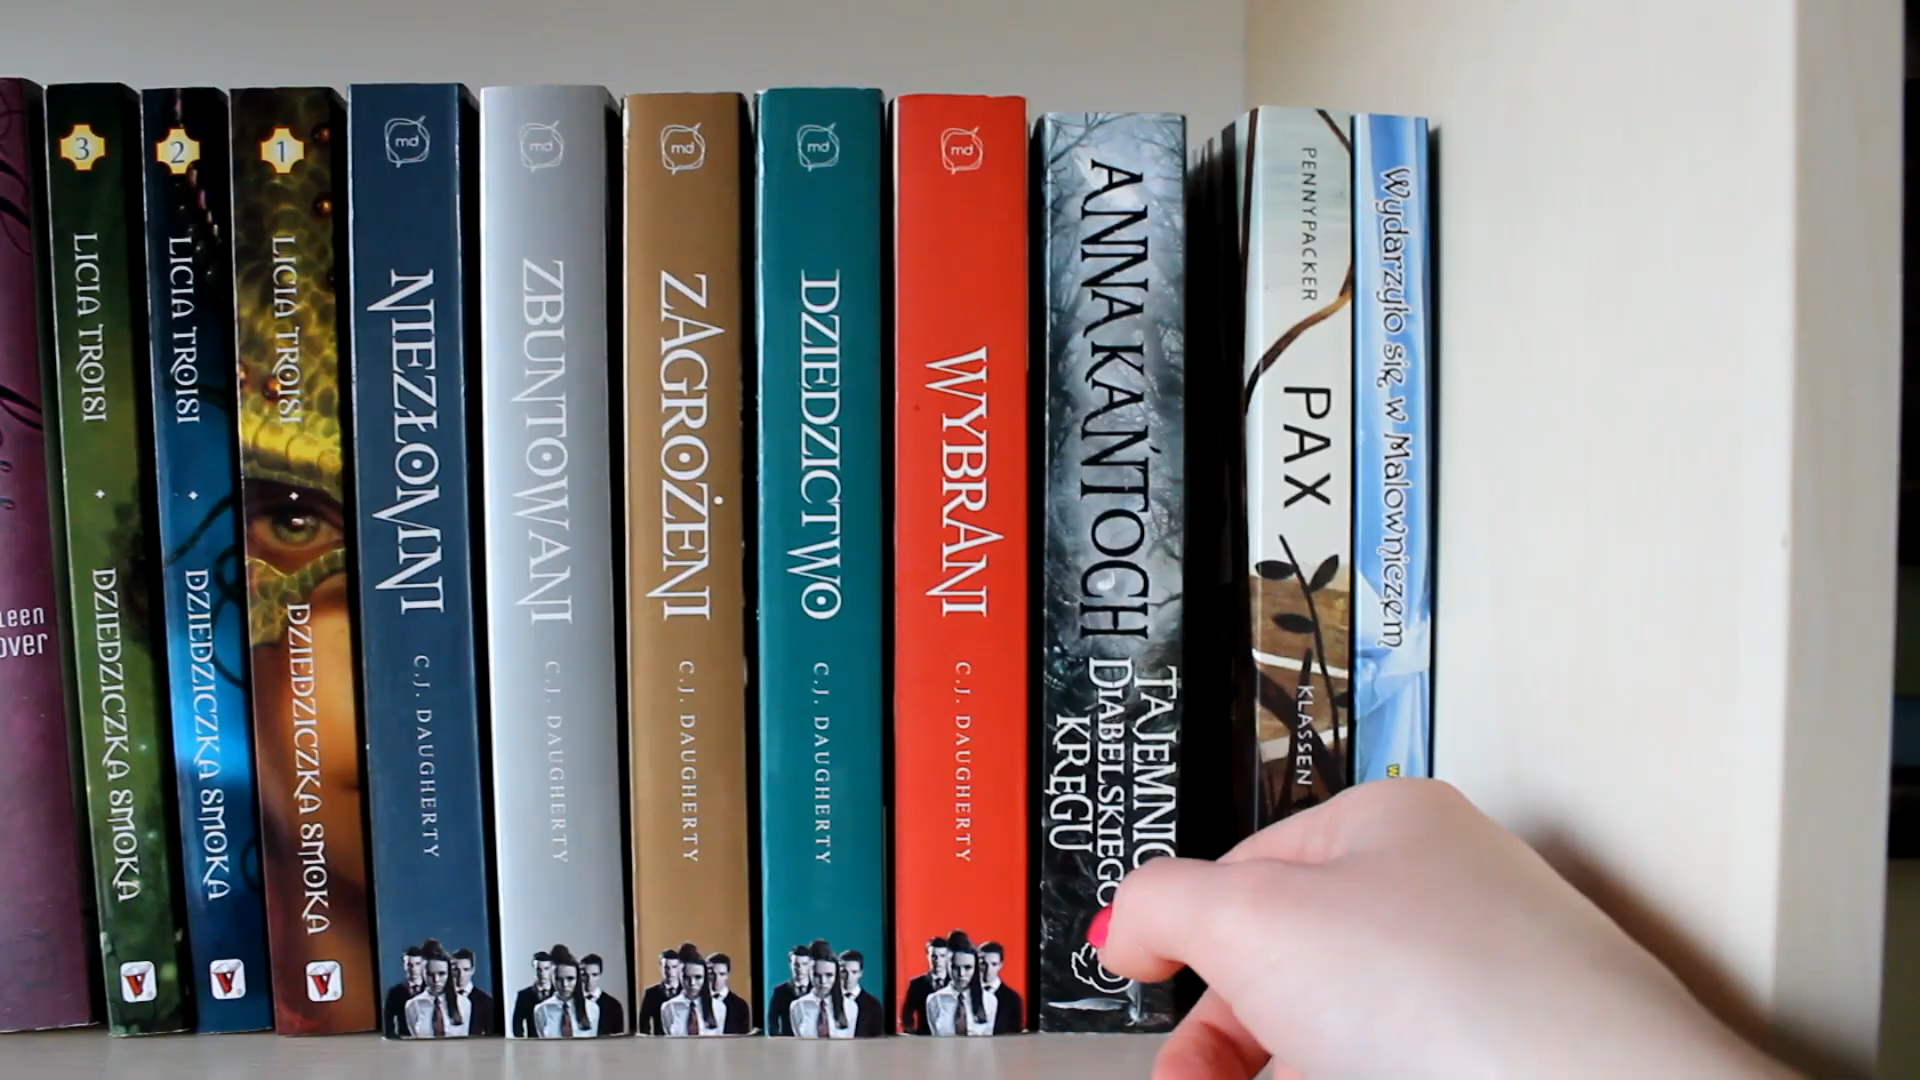 leen
over
3
LICIA TROISI
DZIEDZICZKA SMOKA
2
LICIA TROISI
DZIEDZICZKA SMOKA
1
LICIA TROISI
DZIEDZICZKA SMOKA
md
NIEZŁOMNI
C.J. DAUGHERTY
md
ZBUNTOWANI
C.J. DAUGHERTY
md
ZAGROŻENI
C.J. DAUGHERTY
md
DZIEDZICTWO
C.J. DAUGHERTY
md
WYBRANI
C.J. DAUGHERTY
ANNA KAŃTOCH
TAJEMNIC
DIABELSKIEGO
KRĘGU
PENNYPACKER
PAX
KLASSEN
Wydarzyło się w Malowniczem